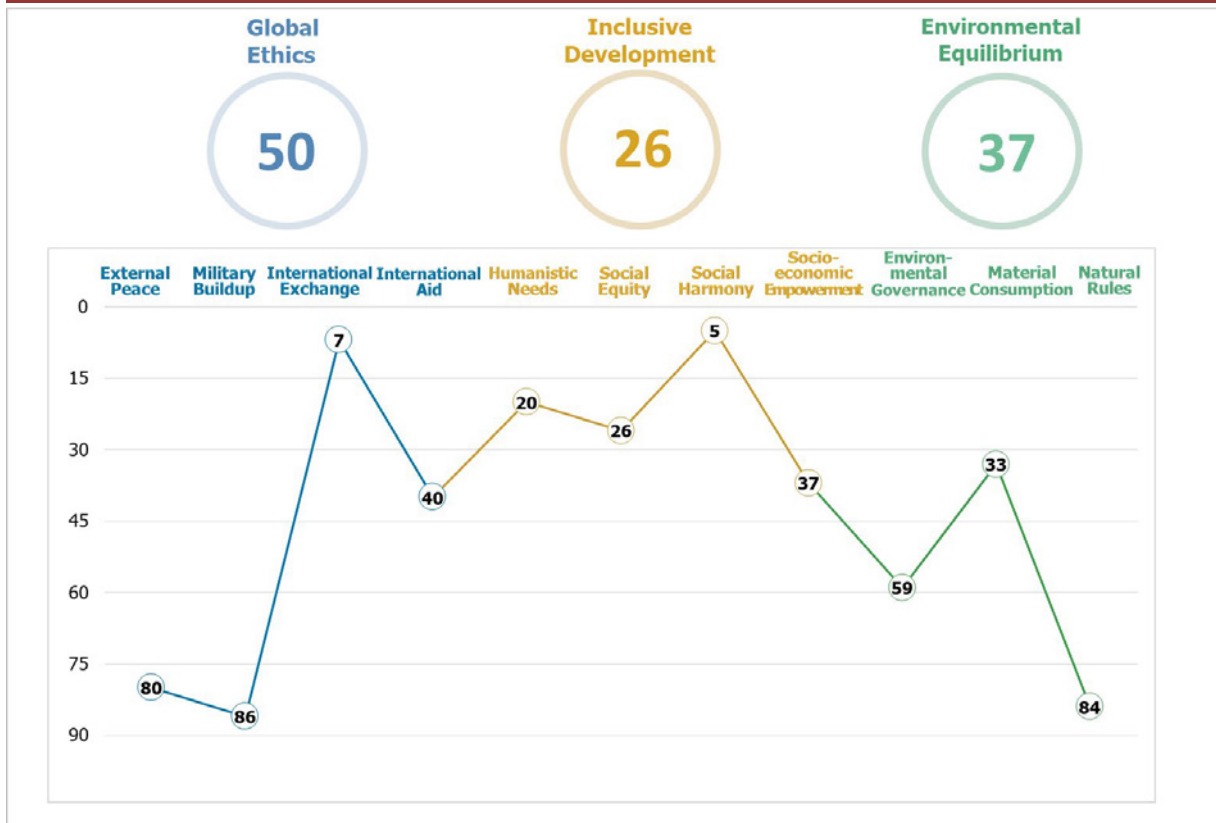 Global
Ethics
50
Inclusive
Development
26
Environmental
Equilibrium
37
External
Peace
Military
Buildup
International
Exchange
International
Aid
Humanistic
Needs
Social
Equity
Social
Harmony
Socio-
economic
Empowerment
Environ-
mental
Governance
Material
Consumption
Natural
Rules
0
15
30
45
60
75
90
80
86
7
40
20
26
5
37
59
33
84